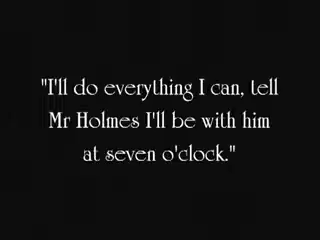 "I'll do everything I can, tell
Mr Holmes I'll be with him
at seven o'clock."